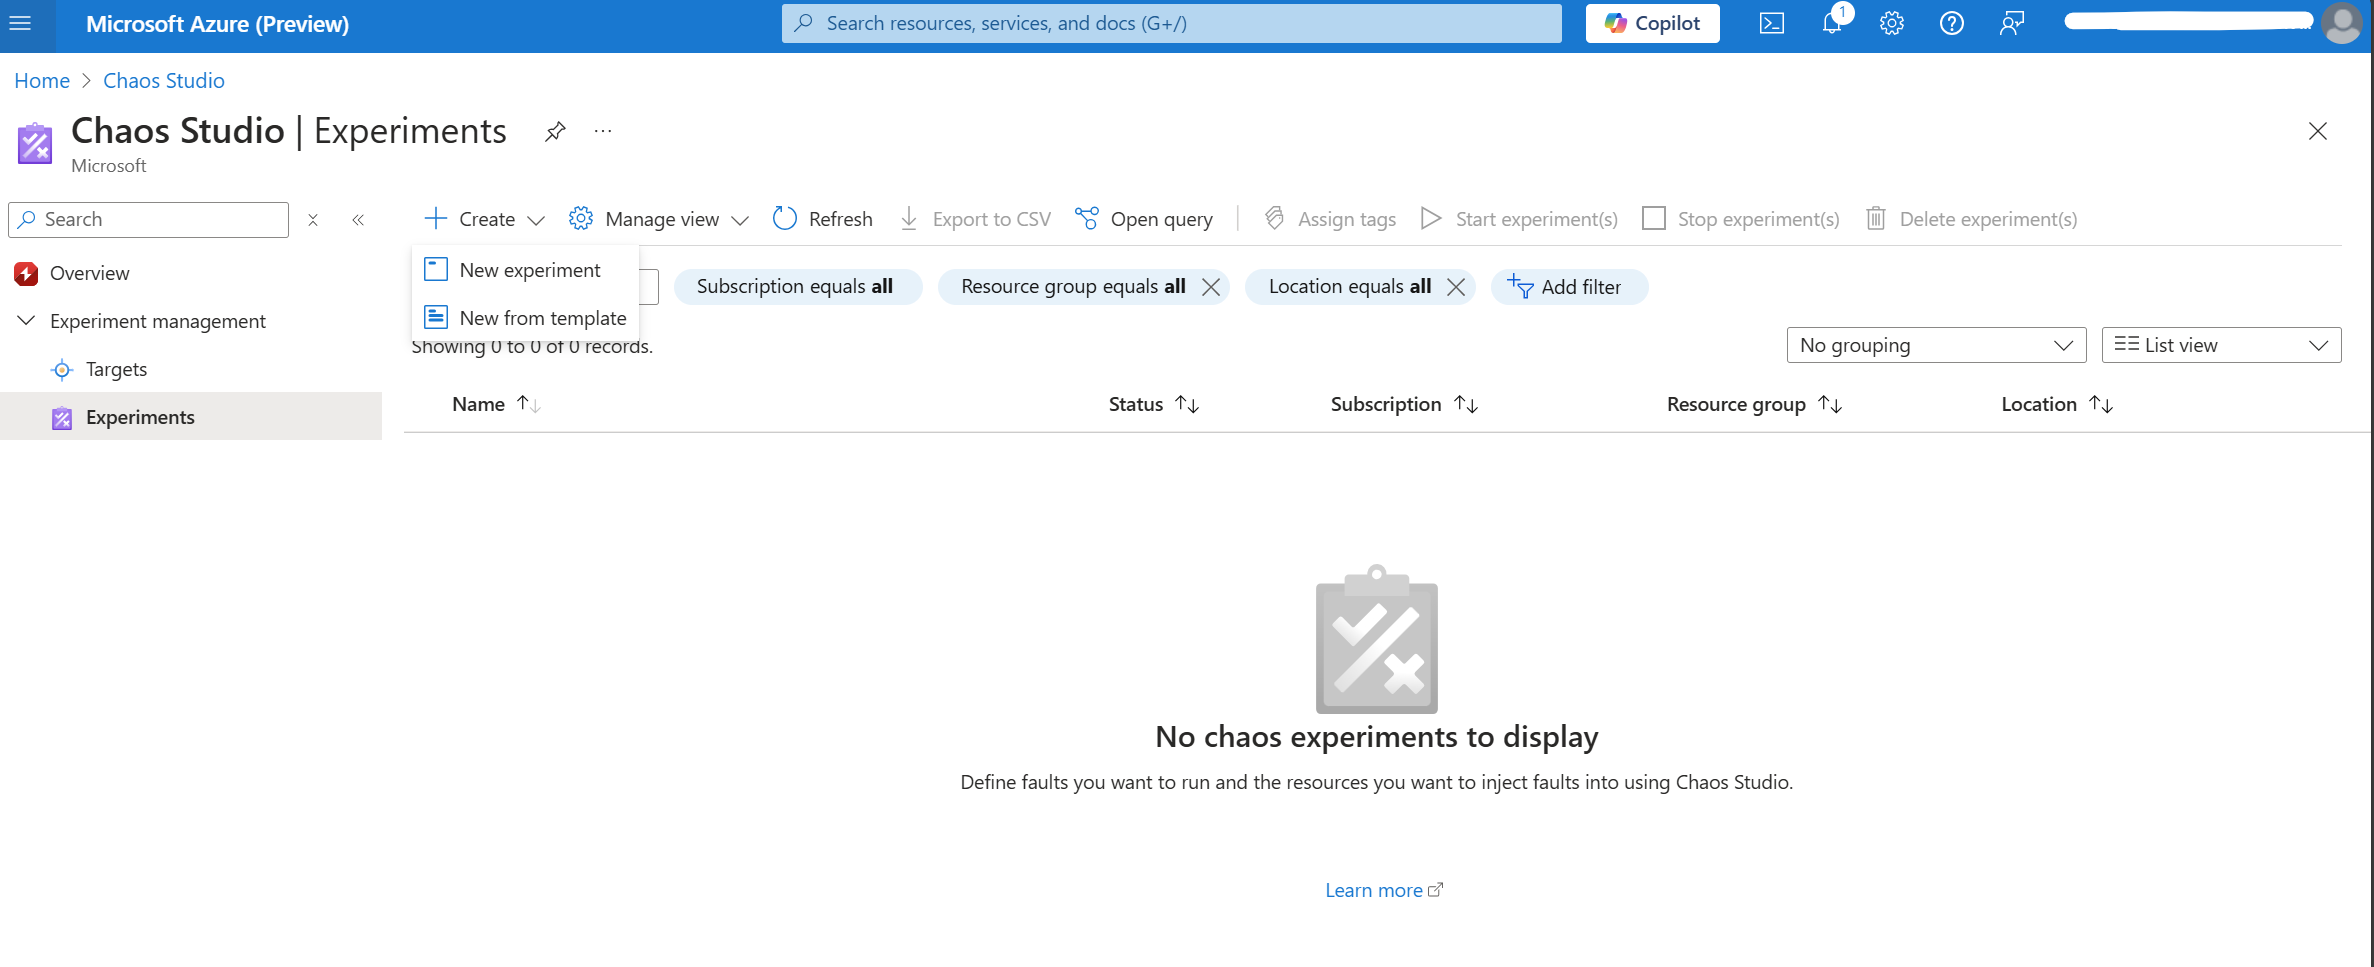 Microsoft Azure (Preview)
Search resources, services, and docs (G+/)
Copilot
1
Home > Chaos Studio
Chaos Studio | Experiments
Microsoft
Search
Create
Manage view
Refresh
Export to CSV
Open query
Assign tags
Start experiment(s)
Stop experiment(s)
Delete experiment(s)
Overview
Experiment management
Targets
Experiments
New experiment
New from template
Subscription equals all
Resource group equals all
Location equals all
Add filter
Showing 0 to 0 of 0 records.
No grouping
List view
Name
Status
Subscription
Resource group
Location
No chaos experiments to display
Define faults you want to run and the resources you want to inject faults into using Chaos Studio.
Learn more